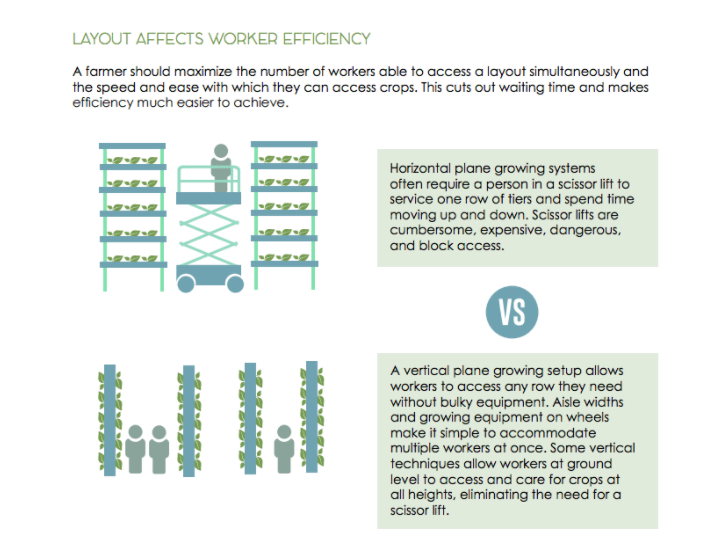 LAYOUT AFFECTS WORKER EFFICIENCY
A farmer should maximize the number of workers able to access a layout simultaneously and
the speed and ease with which they can access crops. This cuts out waiting time and makes
efficiency much easier to achieve.
Horizontal plane growing systems
often require a person in a scissor lift to
service one row of tiers and spend time
moving up and down. Scissor lifts are
cumbersome, expensive, dangerous,
and block access.
VS
A vertical plane growing setup allows
workers to access any row they need
without bulky equipment. Aisle widths
and growing equipment on wheels
make it simple to accommodate
multiple workers at once. Some vertical
techniques allow workers at ground
level to access and care for crops at
all heights, eliminating the need for a
scissor lift.